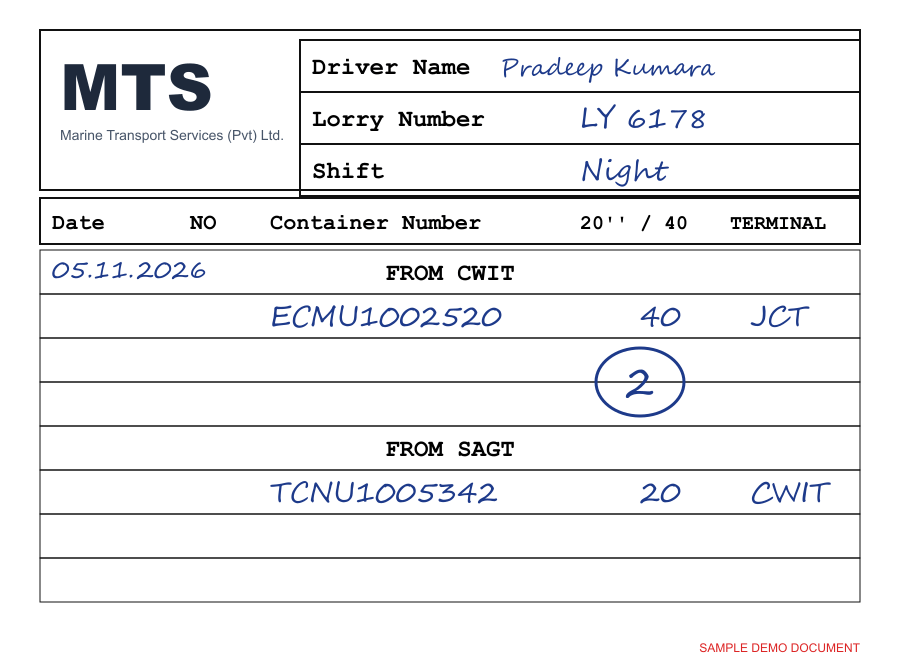 MTS
Marine Transport Services (Pvt) Ltd.
Driver Name Pradeep Kumara
Lorry Number LY 6178
Shift Night
Date NO Container Number 20'' / 40 TERMINAL
05.11.2026 FROM CWIT
ECMU1002520 40 JCT
2
FROM SAGT
TCNU1005342 20 CWIT
SAMPLE DEMO DOCUMENT